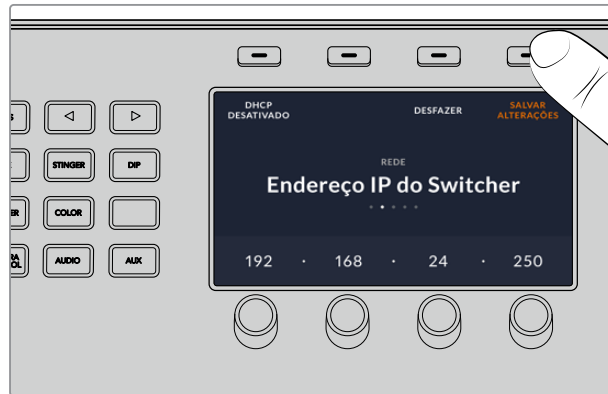 DHCP
DESATIVADO
DESFAZER
SALVAR
ALTERAÇÕES
REDE
Endereço IP do Switcher
192 · 168 · 24 · 250
STINGER
DIP
COLOR
AUDIO
AUX